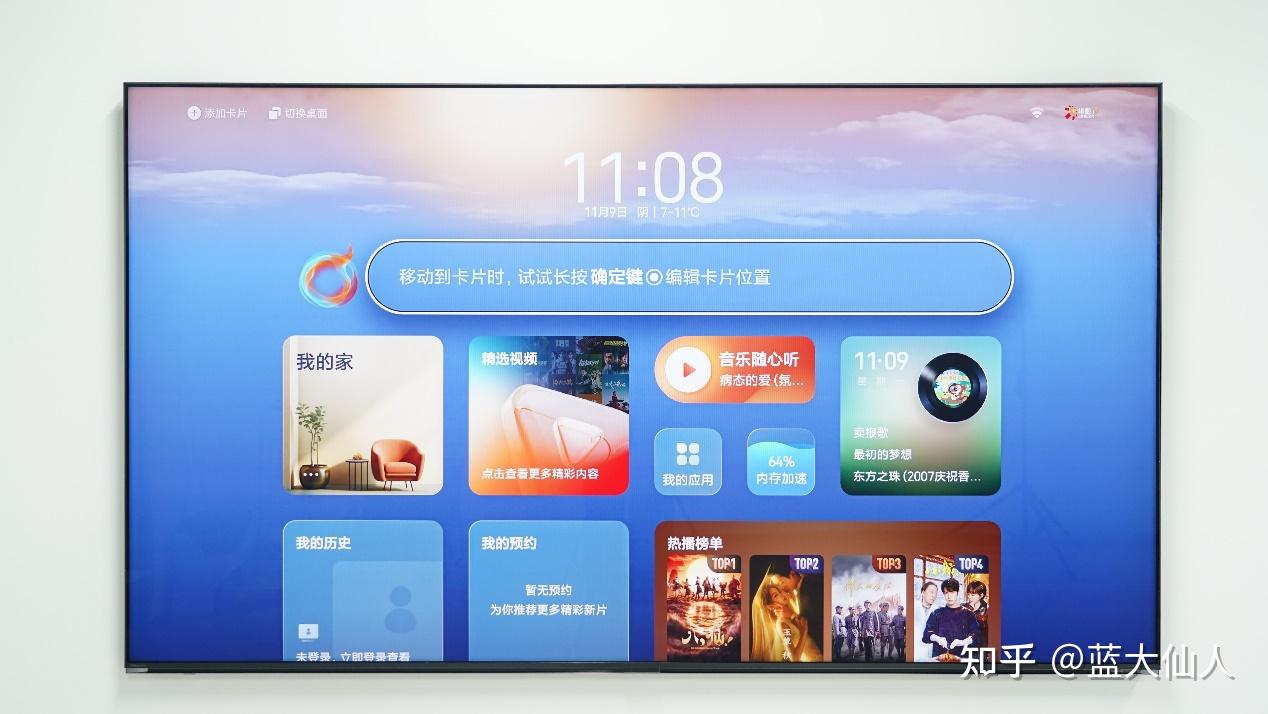 添加卡片 切换桌面
11:08
11月9日 阴 | 7-11℃
移动到卡片时,试试长按 确定键 编辑卡片位置
我的家
精选视频
点击查看更多精彩内容
音乐随心听
病态的爱 (氛...
我的应用
64%
内存加速
11·09
星 期 一
卖报歌
最初的梦想
东方之珠 (2007庆祝香...
我的历史
未登录,立即登录查看
我的预约
暂无预约
为你推荐更多精彩新片
热播榜单
TOP1
TOP2
TOP3
TOP4
知乎 @蓝大仙人